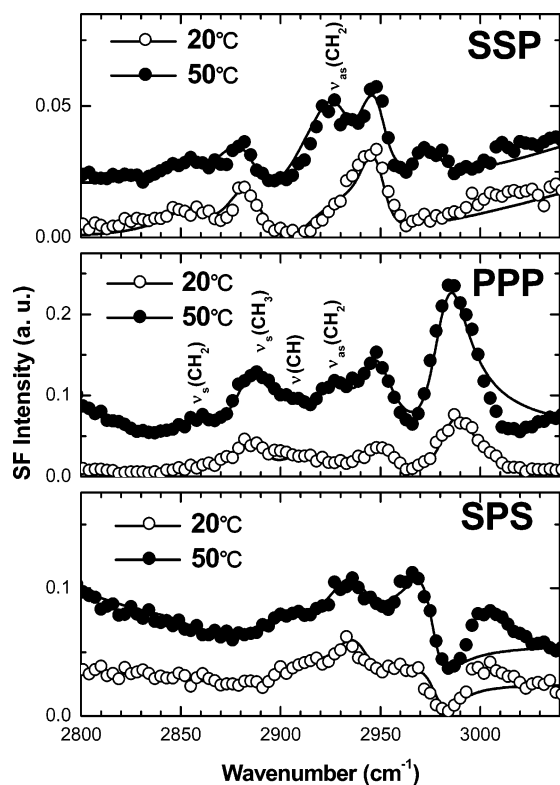 20°C
50°C
ν as(CH2)
SSP
0.05
0.00
20°C
50°C
νs(CH2)
νs(CH3)
ν(CH)
νas(CH2)
PPP
0.2
0.1
0.0
SF Intensity (a. u.)
20°C
50°C
SPS
0.1
0.0
2800 2850 2900 2950 3000
Wavenumber (cm-1)